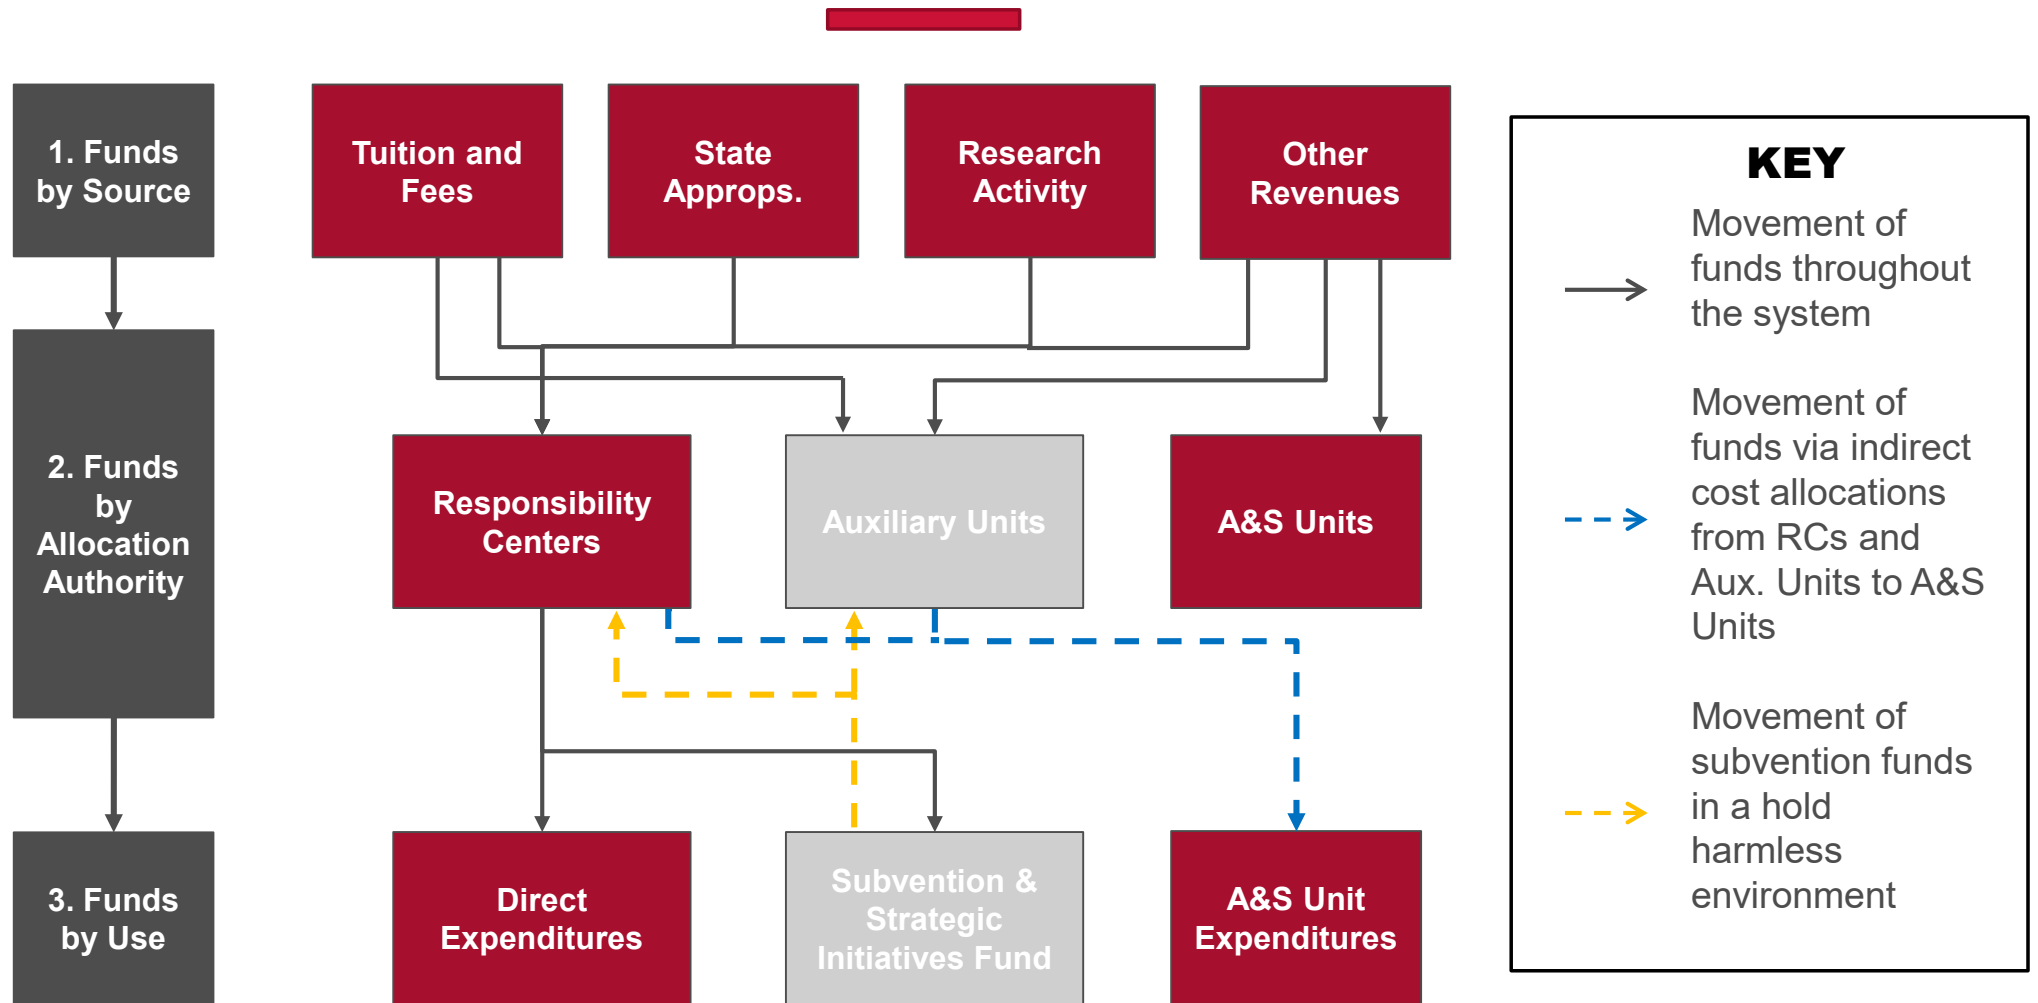 1. Funds
by Source
Tuition and
Fees
State
Approps.
Research
Activity
Other
Revenues
2. Funds
by
Allocation
Authority
Responsibility
Centers
Auxiliary Units
A&S Units
3. Funds
by Use
Direct
Expenditures
Subvention &
Strategic
Initiatives Fund
A&S Unit
Expenditures
KEY
Movement of
funds throughout
the system
Movement of
funds via indirect
cost allocations
from RCs and
Aux. Units to A&S
Units
Movement of
subvention funds
in a hold
harmless
environment